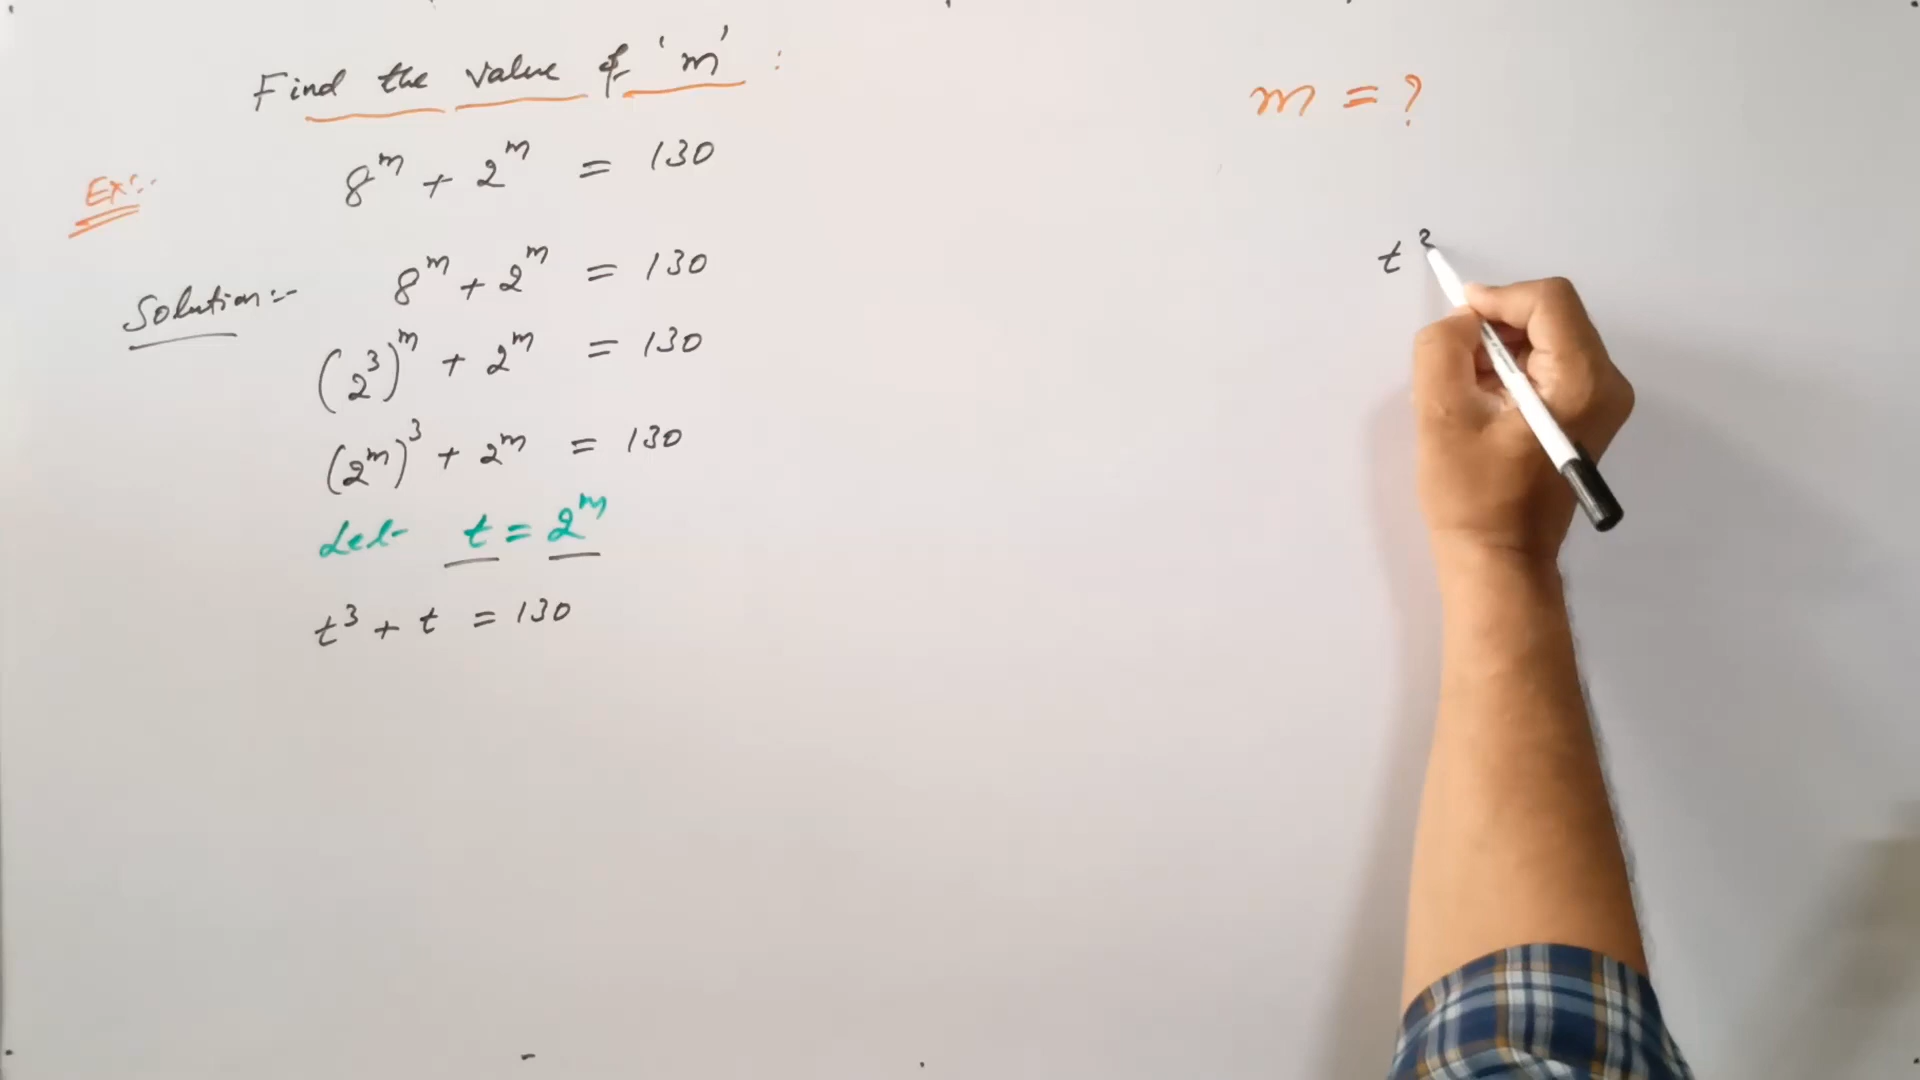 Find the value of 'm' :
m = ?
Ex:-
8^m + 2^m = 130
Solution:-
8^m + 2^m = 130
(2^3)^m + 2^m = 130
(2^m)^3 + 2^m = 130
Let t = 2^m
t^3 + t = 130
t